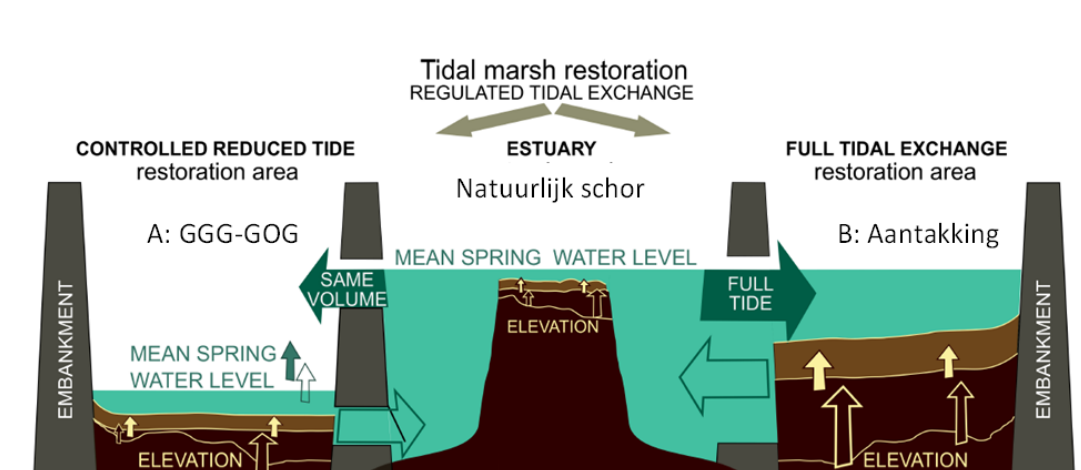 Tidal marsh restoration
REGULATED TIDAL EXCHANGE
CONTROLLED REDUCED TIDE
restoration area
ESTUARY
Natuurlijk schor
FULL TIDAL EXCHANGE
restoration area
A: GGG-GOG
B: Aantakking
MEAN SPRING WATER LEVEL
SAME
VOLUME
FULL
TIDE
EMBANKMENT
MEAN SPRING
WATER LEVEL
ELEVATION
ELEVATION
ELEVATION
EMBANKMENT